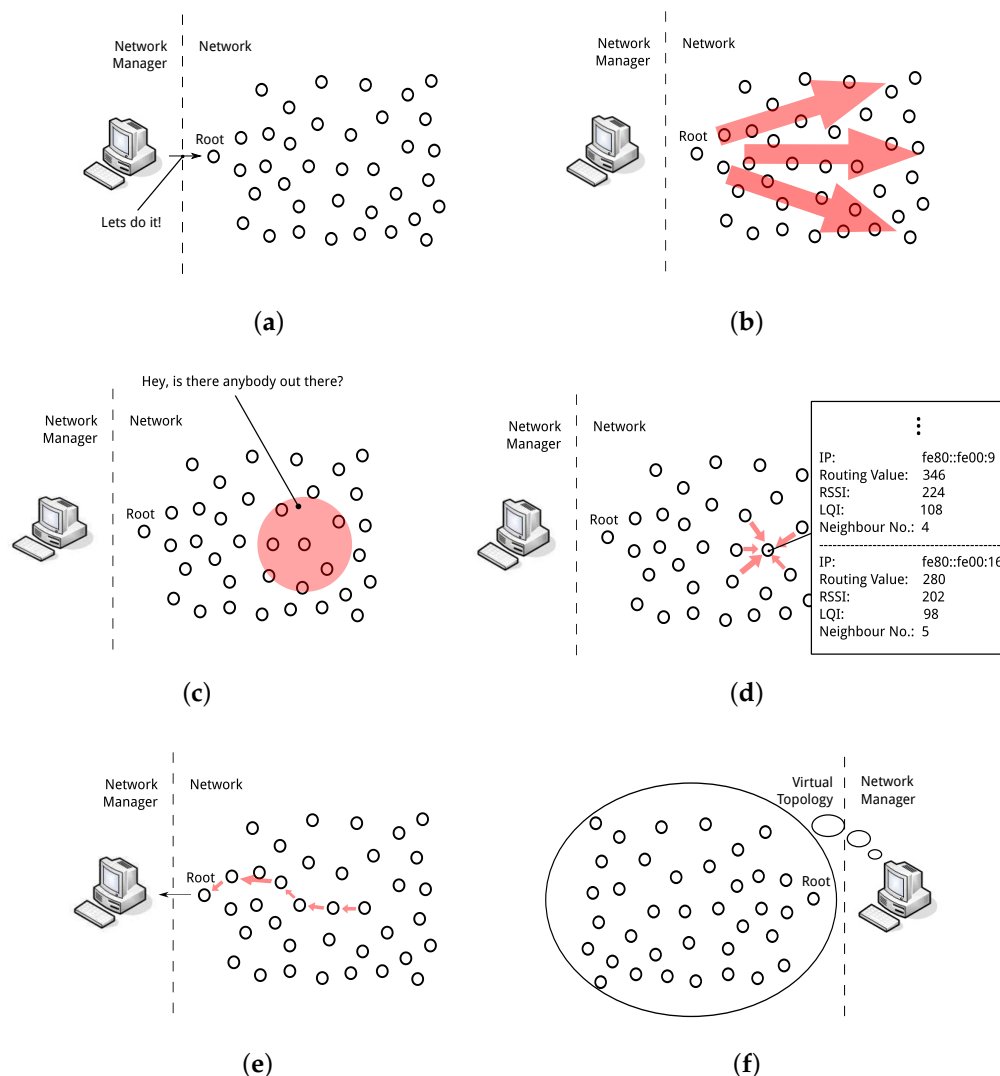 Network
Manager
Network
Root
Lets do it!
(a)
Network
Manager
Network
Root
(b)
Hey, is there anybody out there?
Network
Manager
Network
Root
(c)
Network
Manager
Network
Root
⋮
IP: fe80::fe00:9
Routing Value: 346
RSSI: 224
LQI: 108
Neighbour No.: 4
IP: fe80::fe00:16
Routing Value: 280
RSSI: 202
LQI: 98
Neighbour No.: 5
(d)
Network
Manager
Network
Root
(e)
Virtual
Topology
Network
Manager
Root
(f)